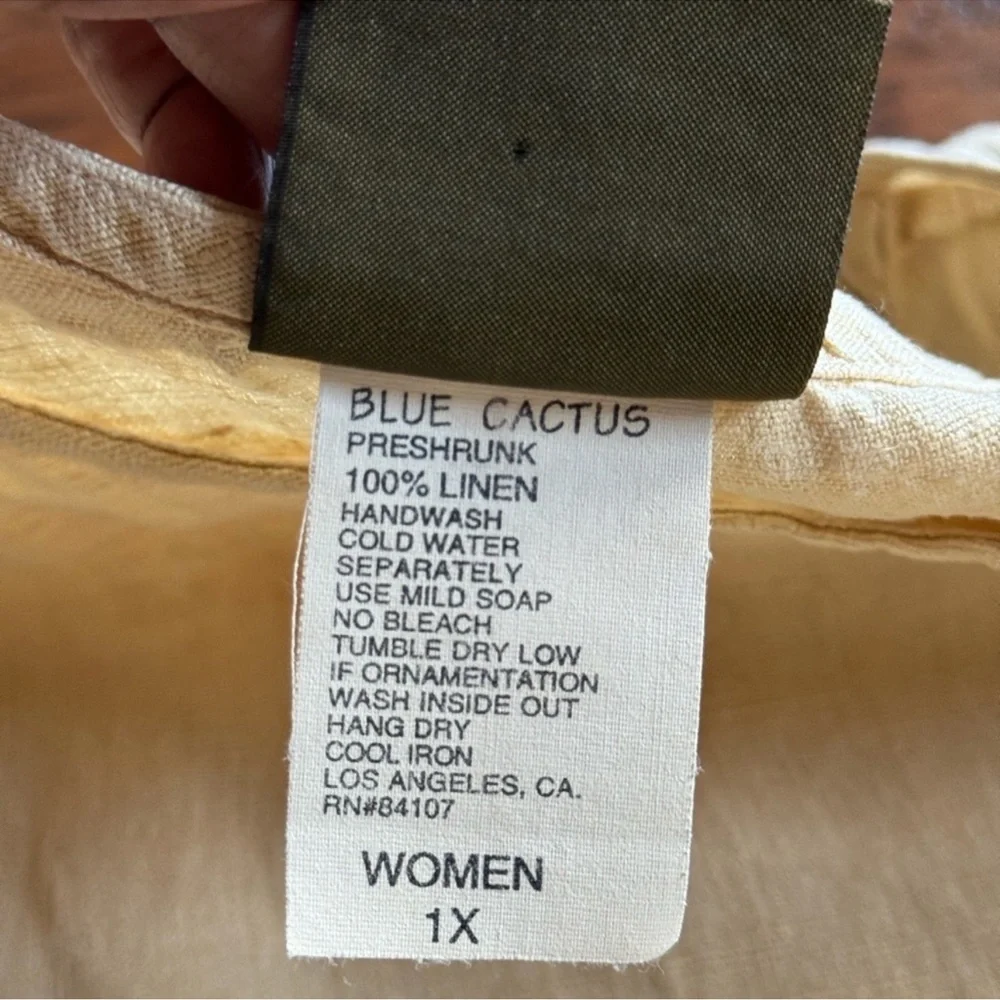 BLUE CACTUS
PRESHRUNK
100% LINEN
HANDWASH
COLD WATER
SEPARATELY
USE MILD SOAP
NO BLEACH
TUMBLE DRY LOW
IF ORNAMENTATION
WASH INSIDE OUT
HANG DRY
COOL IRON
LOS ANGELES, CA.
RN#84107
WOMEN
1X